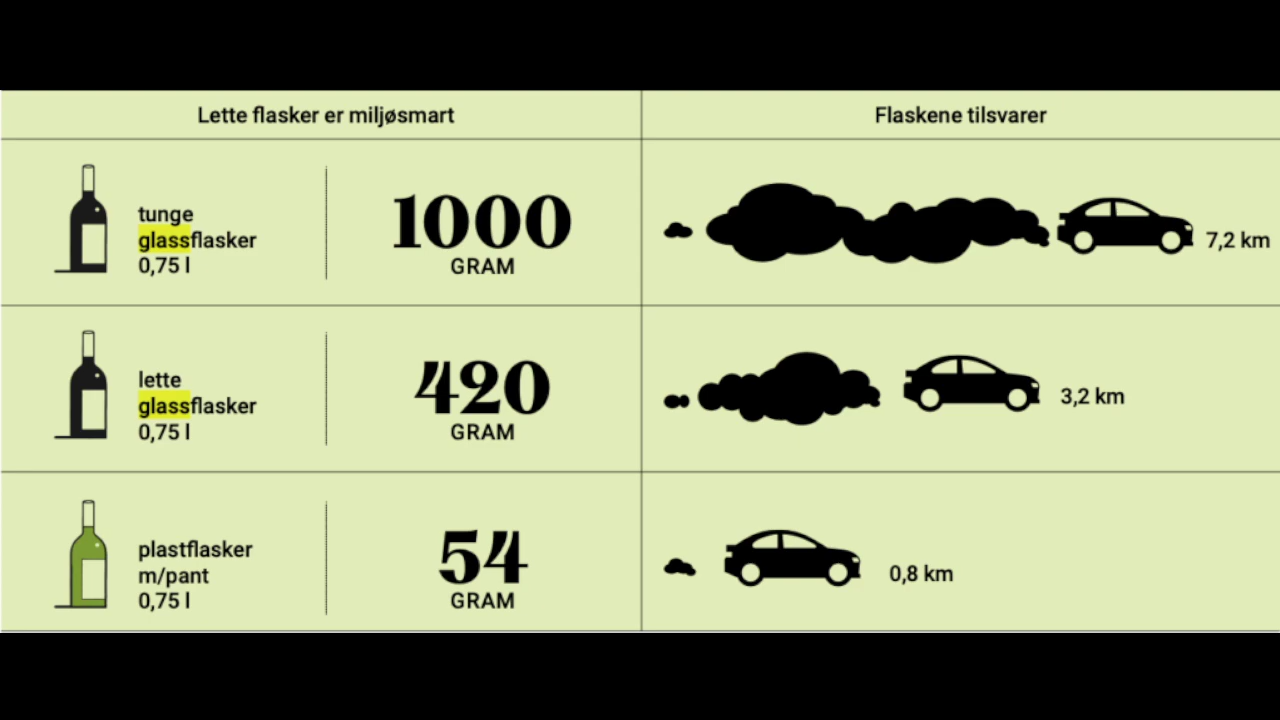 Lette flasker er miljøsmart
Flaskene tilsvarer
tunge
glassflasker
0,75 l
1000
GRAM
7,2 km
lette
glassflasker
0,75 l
420
GRAM
3,2 km
plastflasker
m/pant
0,75 l
54
GRAM
0,8 km